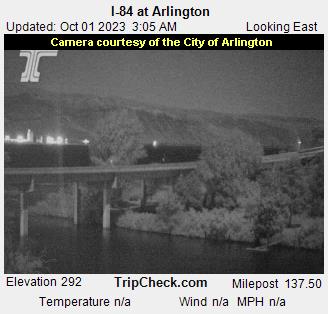 I-84 at Arlington
Updated: Oct 01 2023 3:05 AM Looking East
Camera courtesy of the City of Arlington
Elevation 292 TripCheck.com Milepost 137.50
Temperature n/a Wind n/a MPH n/a